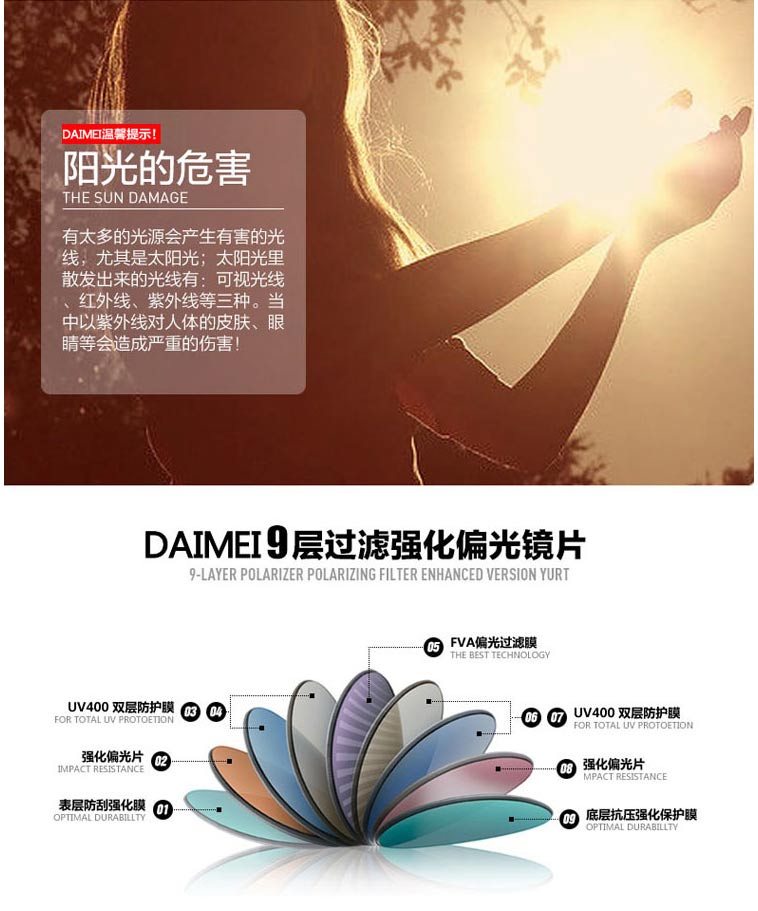 DAIMEI温馨提示!
阳光的危害
THE SUN DAMAGE
有太多的光源会产生有害的光
线，尤其是太阳光；太阳光里
散发出来的光线有：可视光线
、红外线、紫外线等三种。当
中以紫外线对人体的皮肤、眼
睛等会造成严重的伤害！
DAIMEI 9层过滤强化偏光镜片
9-LAYER POLARIZER POLARIZING FILTER ENHANCED VERSION YURT
05 FVA偏光过滤膜
THE BEST TECHNOLOGY
UV400 双层防护膜 03 04
FOR TOTAL UV PROTOETION
06 07 UV400 双层防护膜
FOR TOTAL UV PROTOETION
强化偏光片 02
IMPACT RESISTANCE
08 强化偏光片
MPACT RESISTANCE
表层防刮强化膜 01
OPTIMAL DURABILLTY
09 底层抗压强化保护膜
OPTIMAL DURABILLTY